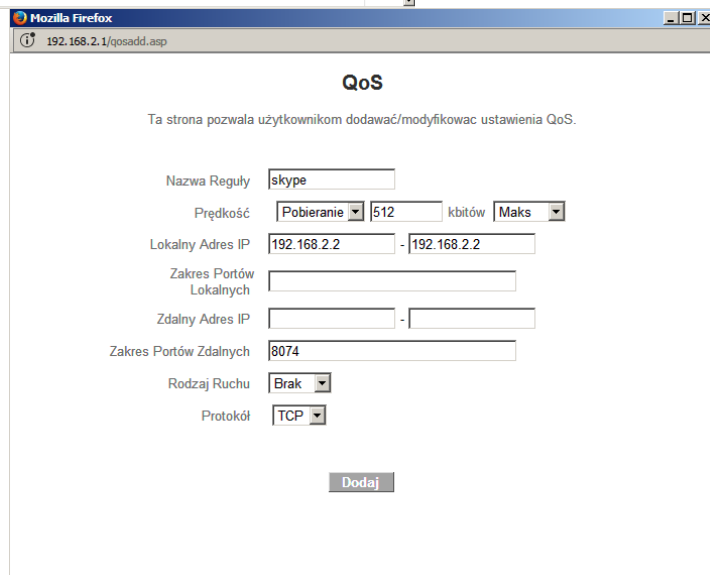 Mozilla Firefox
192.168.2.1/qosadd.asp
QoS
Ta strona pozwala użytkownikom dodawać/modyfikowac ustawienia QoS.
Nazwa Reguły skype
Prędkość Pobieranie 512 kbitów Maks
Lokalny Adres IP 192.168.2.2 - 192.168.2.2
Zakres Portów
Lokalnych
Zdalny Adres IP -
Zakres Portów Zdalnych 8074
Rodzaj Ruchu Brak
Protokół TCP
Dodaj